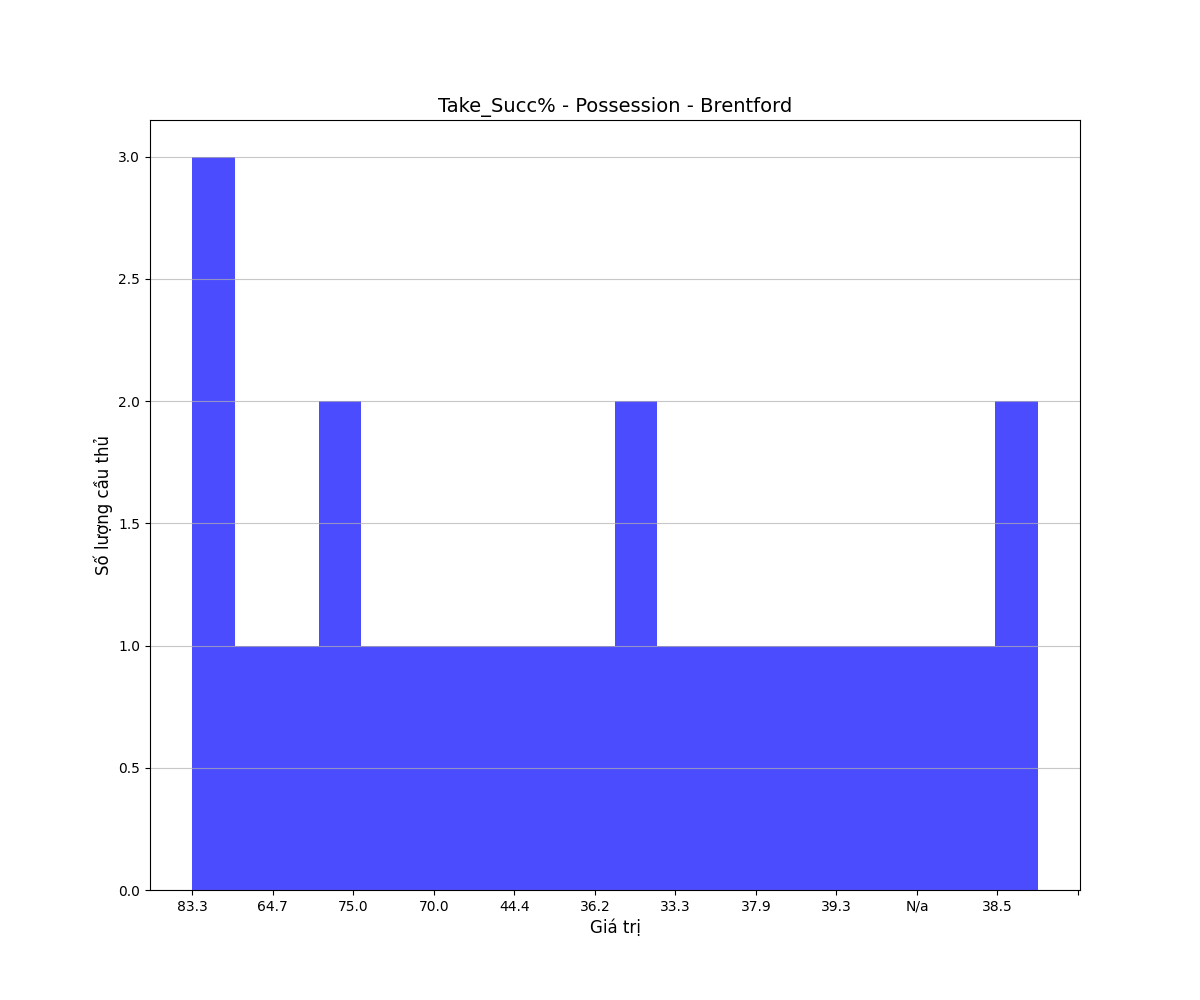 Take_Succ% - Possession - Brentford
3.0
2.5
2.0
1.5
1.0
0.5
0.0
Số lượng cầu thủ
83.3 64.7 75.0 70.0 44.4 36.2 33.3 37.9 39.3 N/a 38.5
Giá trị